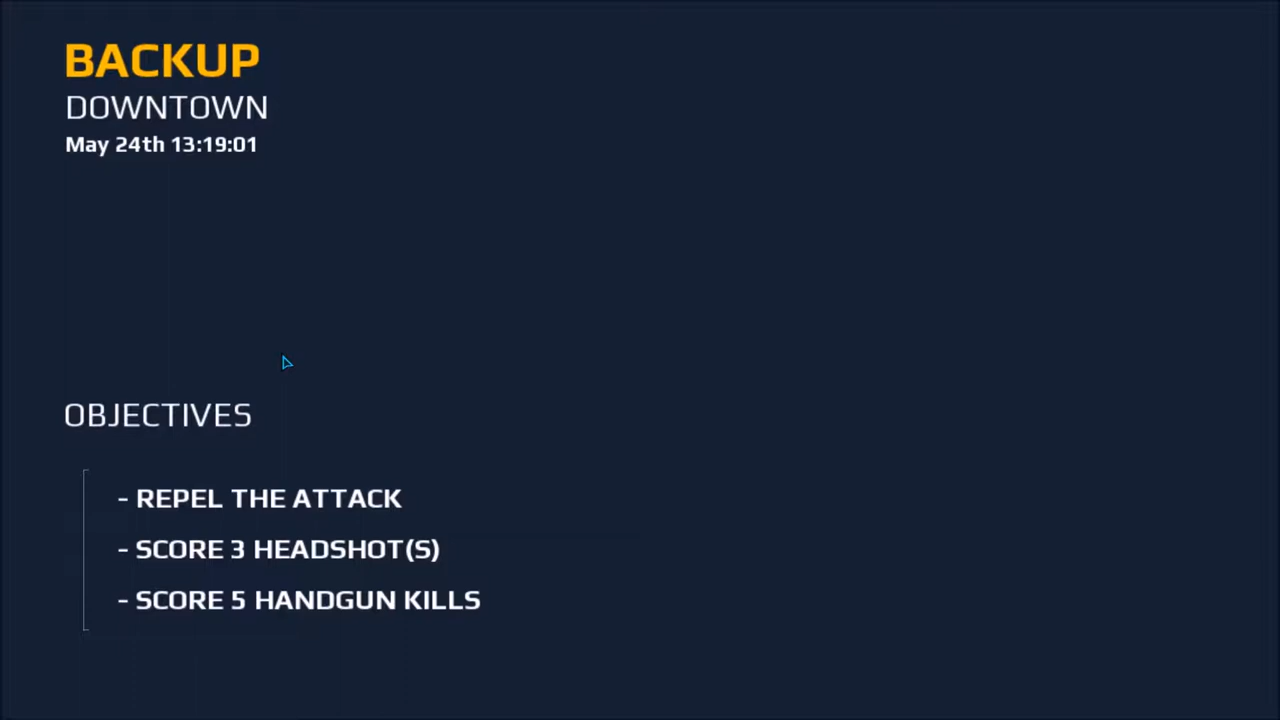 BACKUP
DOWNTOWN
May 24th 13:19:01
OBJECTIVES
- REPEL THE ATTACK
- SCORE 3 HEADSHOT(S)
- SCORE 5 HANDGUN KILLS